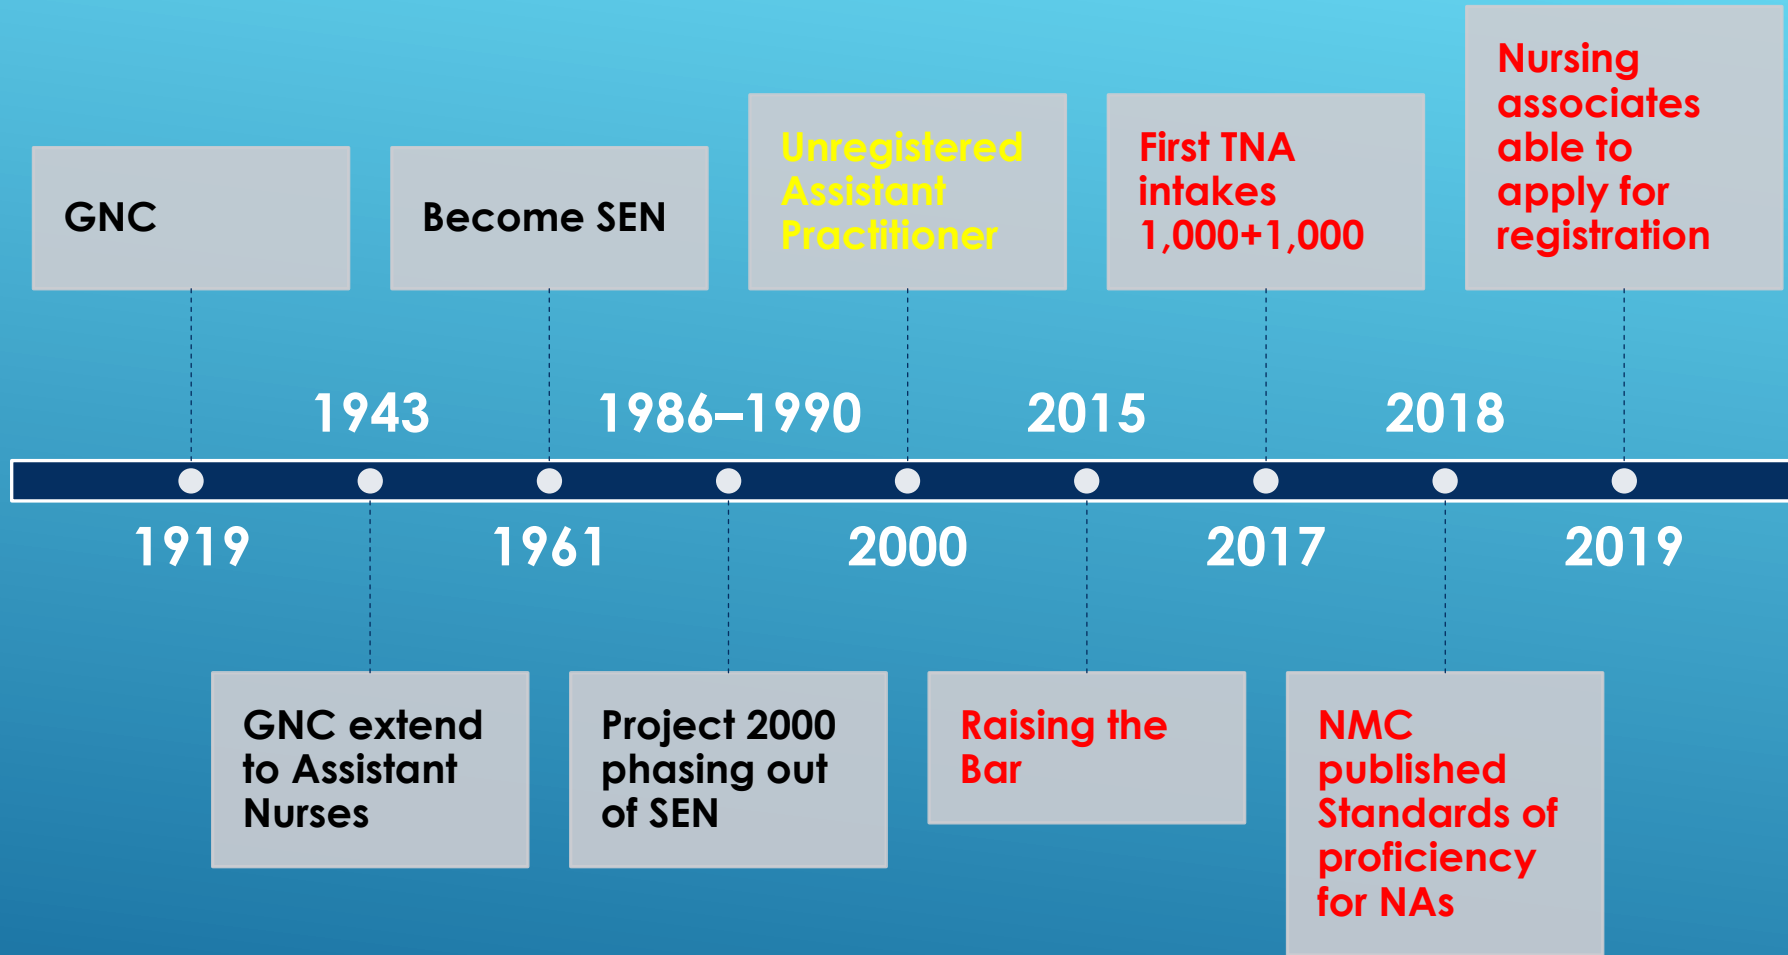 GNC
Become SEN
Unregistered
Assistant
Practitioner
First TNA
intakes
1,000+1,000
Nursing
associates
able to
apply for
registration
1943
1986–1990
2015
2018
1919
1961
2000
2017
2019
GNC extend
to Assistant
Nurses
Project 2000
phasing out
of SEN
Raising the
Bar
NMC
published
Standards of
proficiency
for NAs